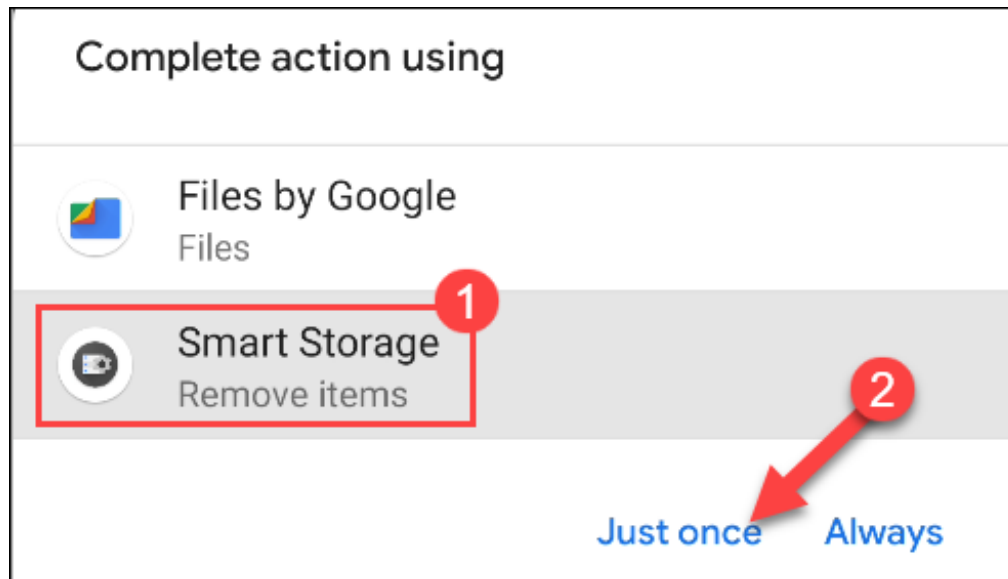 Complete action using
Files by Google
Files
1
Smart Storage
Remove items
2
Just once Always